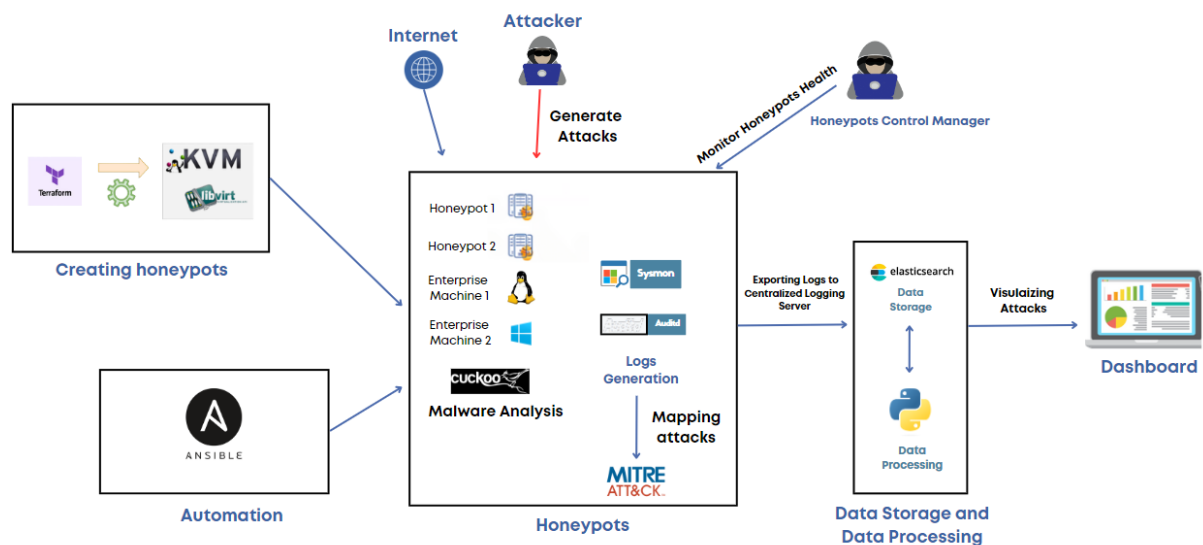 Attacker
Internet
Generate
Attacks
Monitor Honeypots Health
Honeypots Control Manager
Terraform
KVM
libvirt
Creating honeypots
Honeypot 1
Honeypot 2
Enterprise
Machine 1
Enterprise
Machine 2
cuckoo
Malware Analysis
Sysmon
Auditd
Logs
Generation
Mapping
attacks
MITRE
ATT&CK
Honeypots
ANSIBLE
Automation
Exporting Logs to
Centralized Logging
Server
elasticsearch
Data
Storage
Data
Processing
Data Storage and
Data Processing
Visulaizing
Attacks
Dashboard